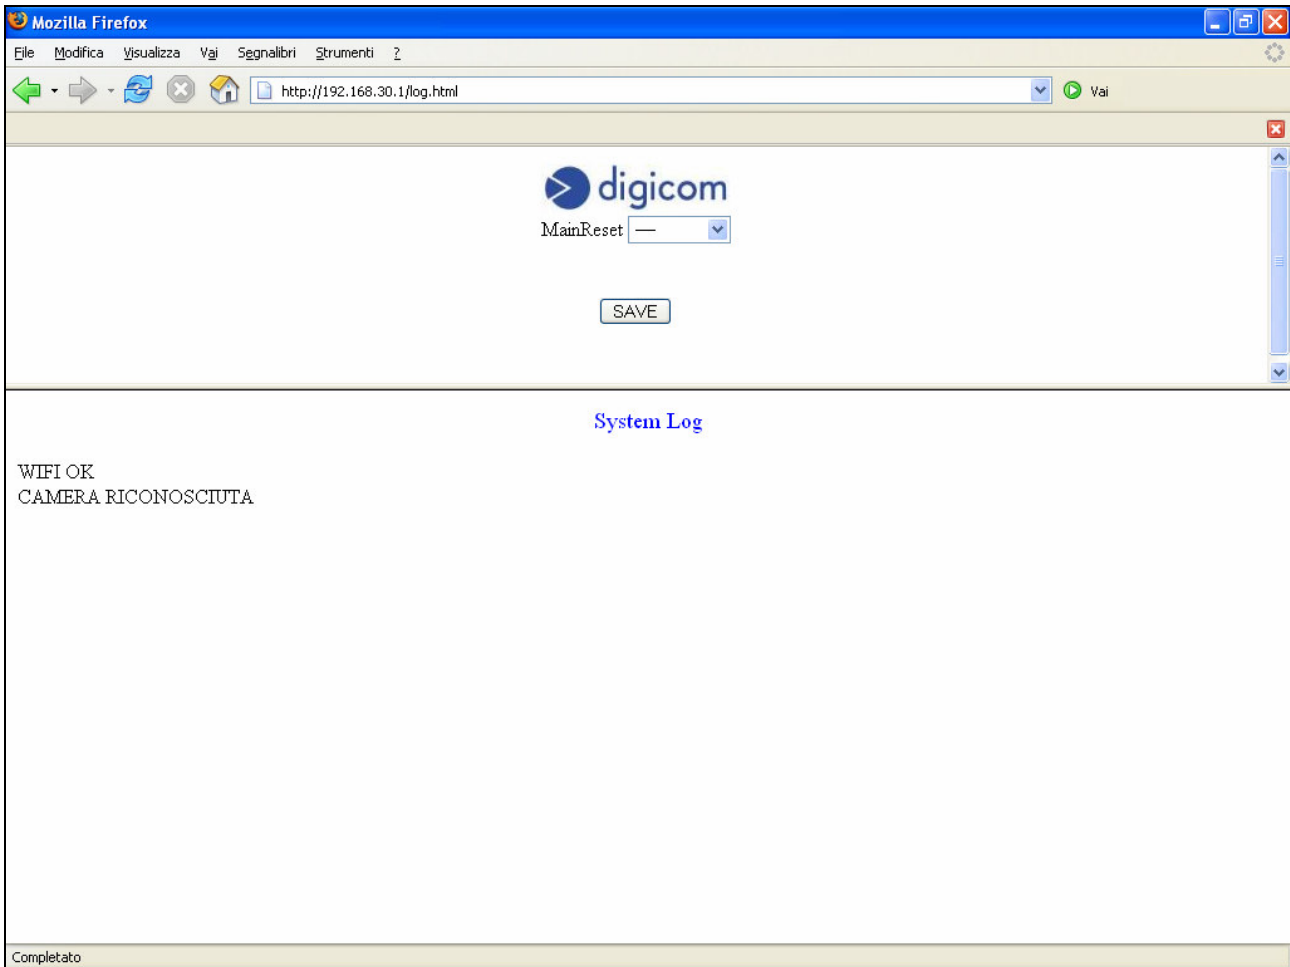 Mozilla Firefox
File Modifica Visualizza Vai Segnalibri Strumenti ?
http://192.168.30.1/log.html Vai
digicom
MainReset —
SAVE
System Log
WIFI OK
CAMERA RICONOSCIUTA
Completato